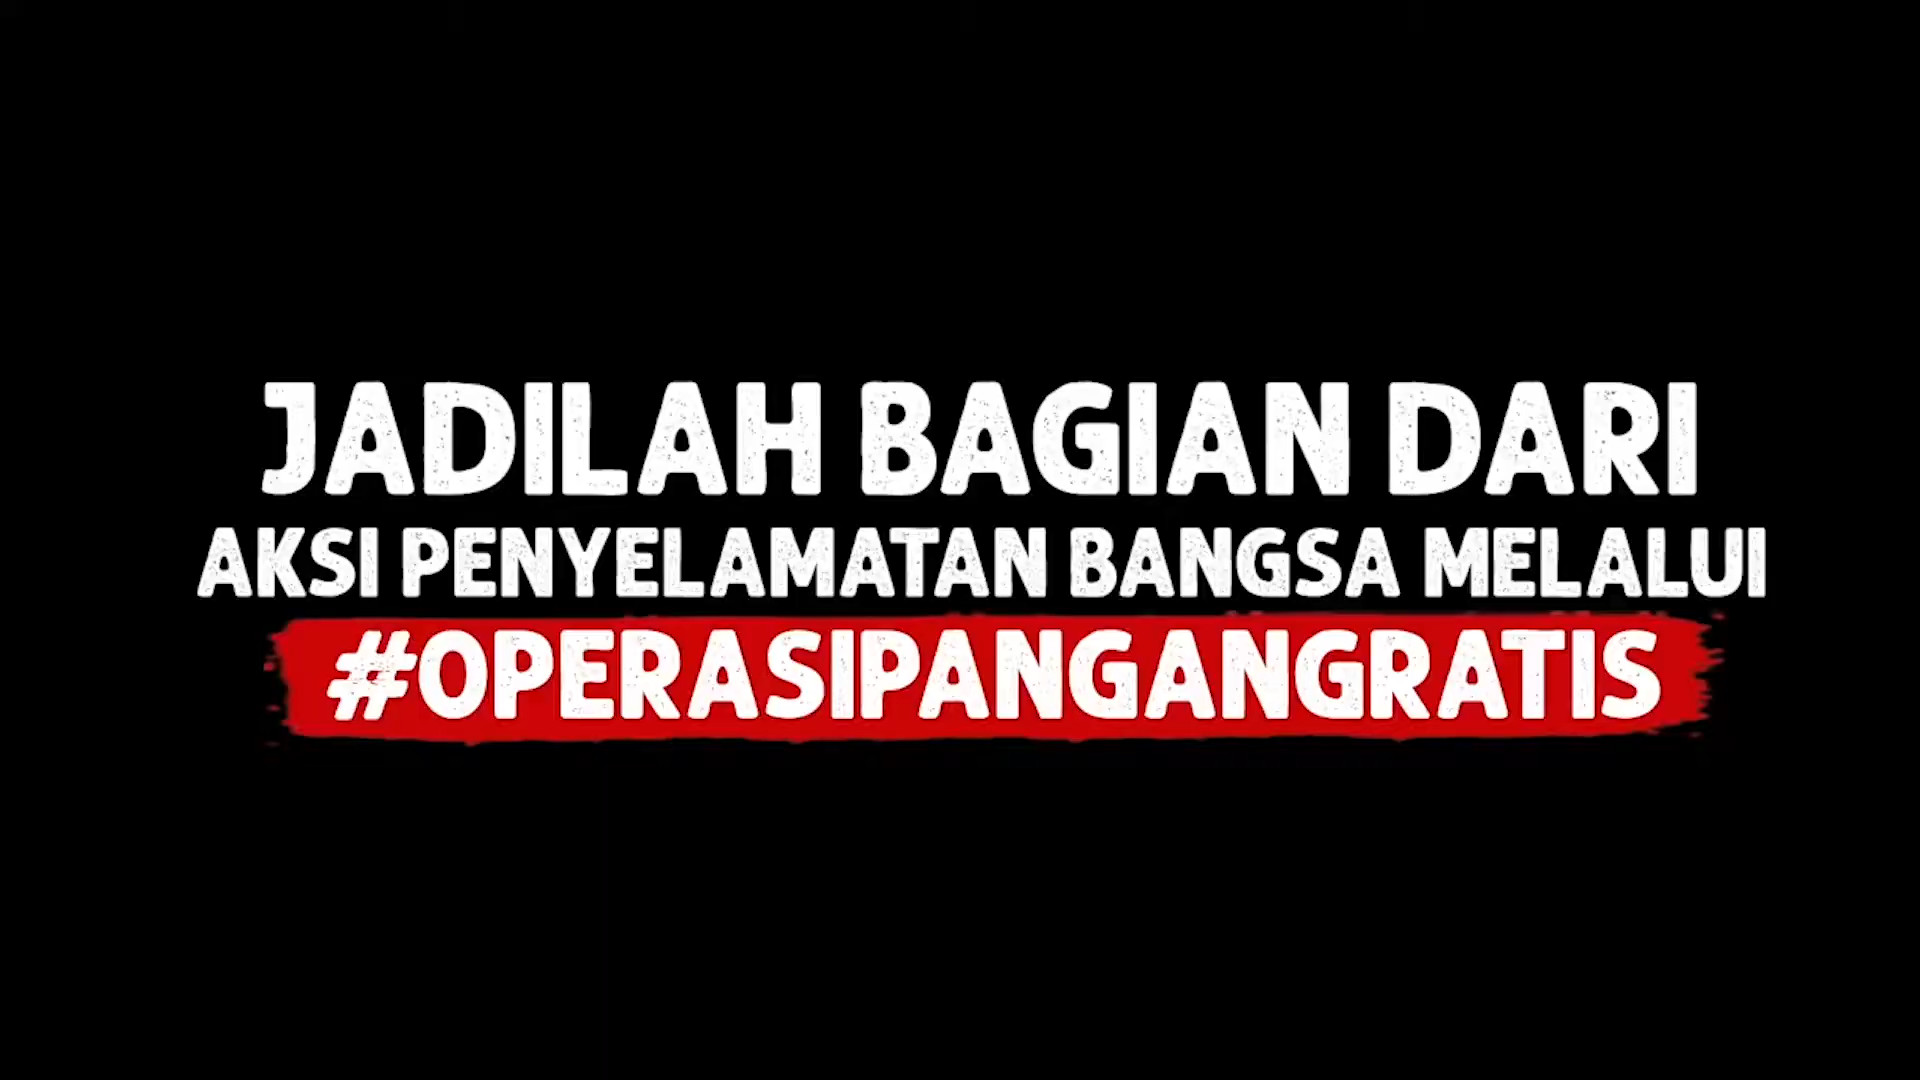 JADILAH BAGIAN DARI
AKSI PENYELAMATAN BANGSA MELALUI
#OPERASIPANGANGRATIS